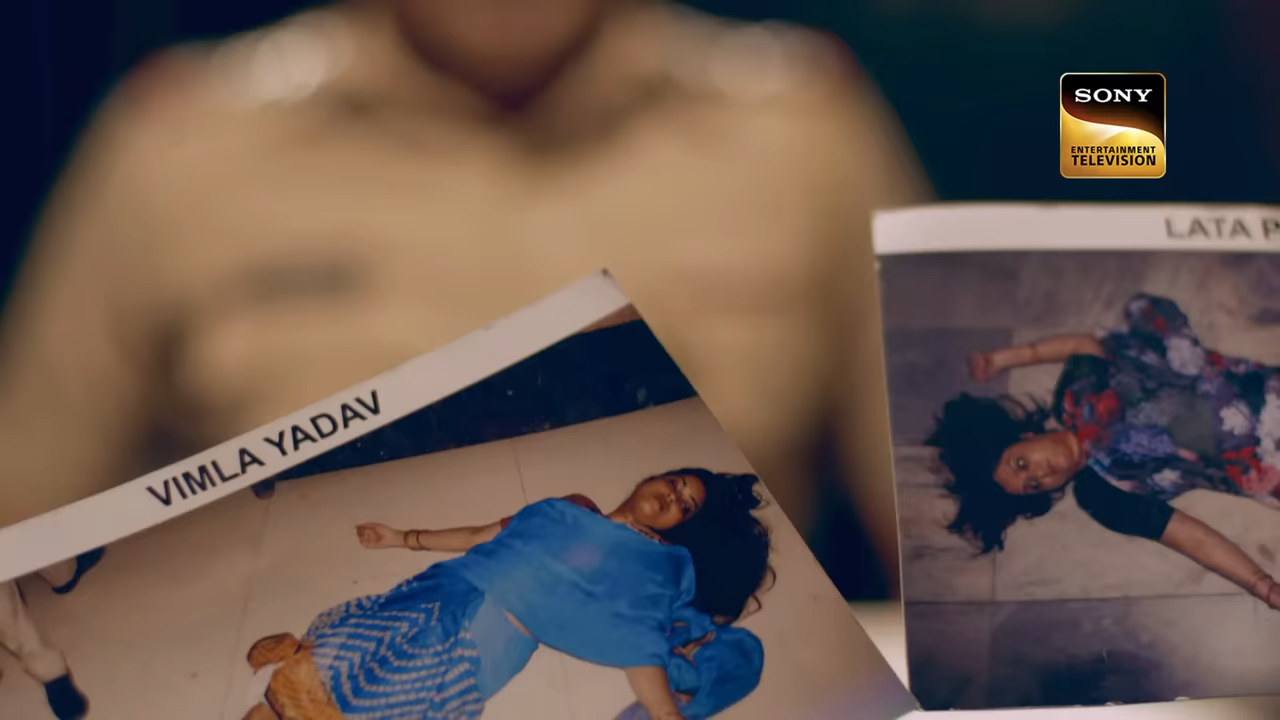 SONY
ENTERTAINMENT
TELEVISION
LATA P
VIMLA YADAV